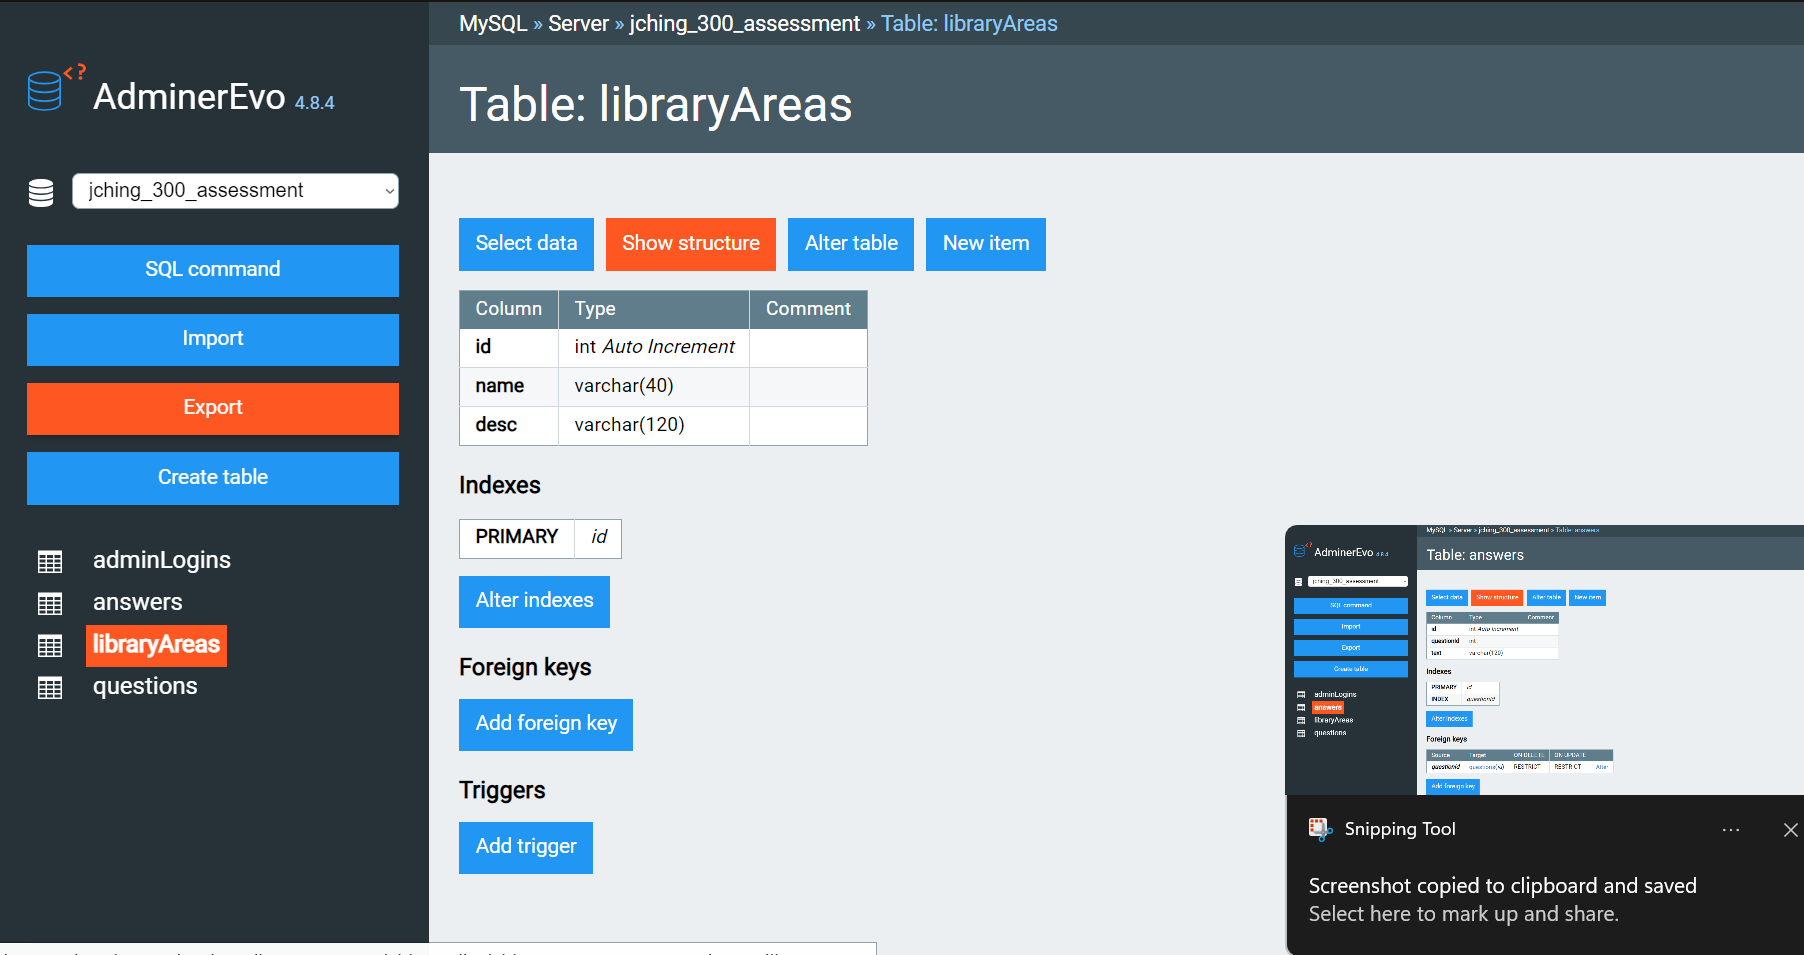 MySQL » Server » jching_300_assessment » Table: libraryAreas
<?
AdminerEvo 4.8.4
Table: libraryAreas
jching_300_assessment
SQL command
Import
Export
Create table
adminLogins
answers
libraryAreas
questions
Select data Show structure Alter table New item
Column Type Comment
id int Auto Increment
name varchar(40)
desc varchar(120)
Indexes
PRIMARY id
Alter indexes
Foreign keys
Add foreign key
Triggers
Add trigger
MySQL » Server » jching_300_assessment » Table: answers
AdminerEvo 4.8.4
Table: answers
jching_300_assessment
SQL command
Import
Export
Create table
adminLogins
answers
libraryAreas
questions
Select data Show structure Alter table New item
Column Type Comment
id int Auto Increment
questionId int
text varchar(120)
Indexes
PRIMARY id
INDEX questionId
Alter indexes
Foreign keys
Source Target ON DELETE ON UPDATE
questionId questions(id) RESTRICT RESTRICT Alter
Add foreign key
Snipping Tool
Screenshot copied to clipboard and saved
Select here to mark up and share.